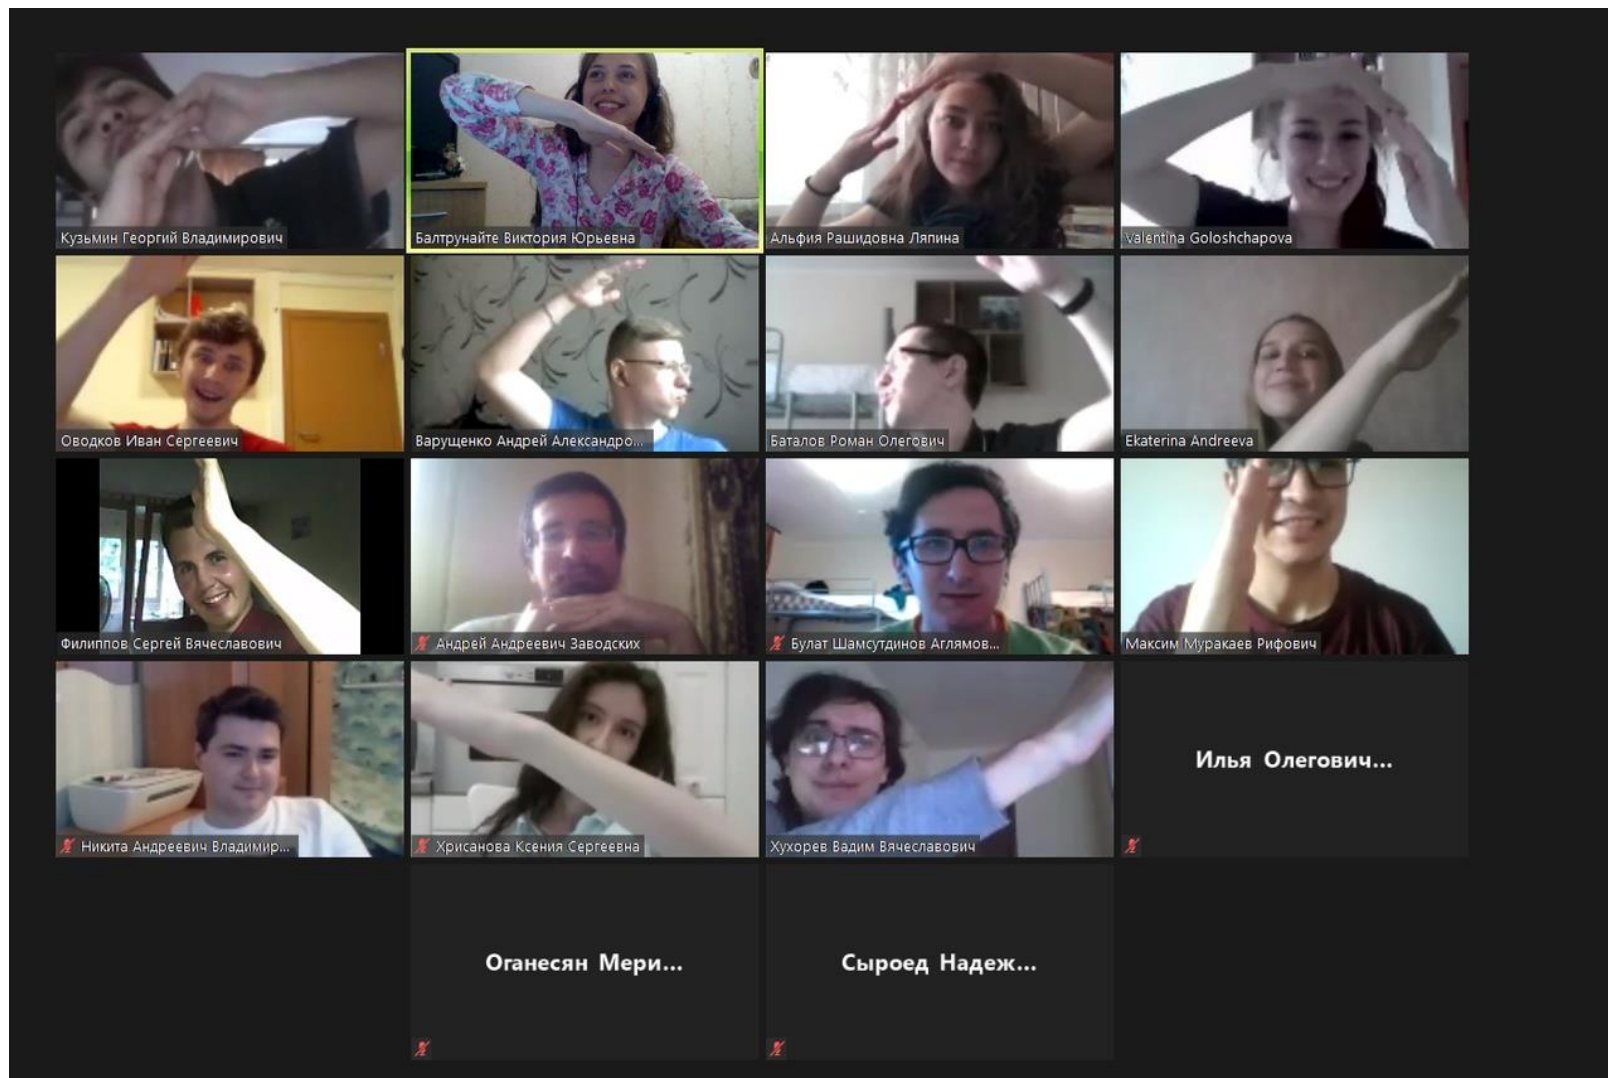 Кузьмин Георгий Владимирович
Балтрунайте Виктория Юрьевна
Альфия Рашидовна Ляпина
Valentina Goloshchapova
Оводков Иван Сергеевич
Варущенко Андрей Александро...
Баталов Роман Олегович
Ekaterina Andreeva
Филиппов Сергей Вячеславович
Андрей Андреевич Заводских
Булат Шамсутдинов Аглямов...
Максим Муракаев Рифович
Никита Андреевич Владимир...
Хрисанова Ксения Сергеевна
Хухорев Вадим Вячеславович
Илья Олегович...
Оганесян Мери...
Сыроед Надеж...